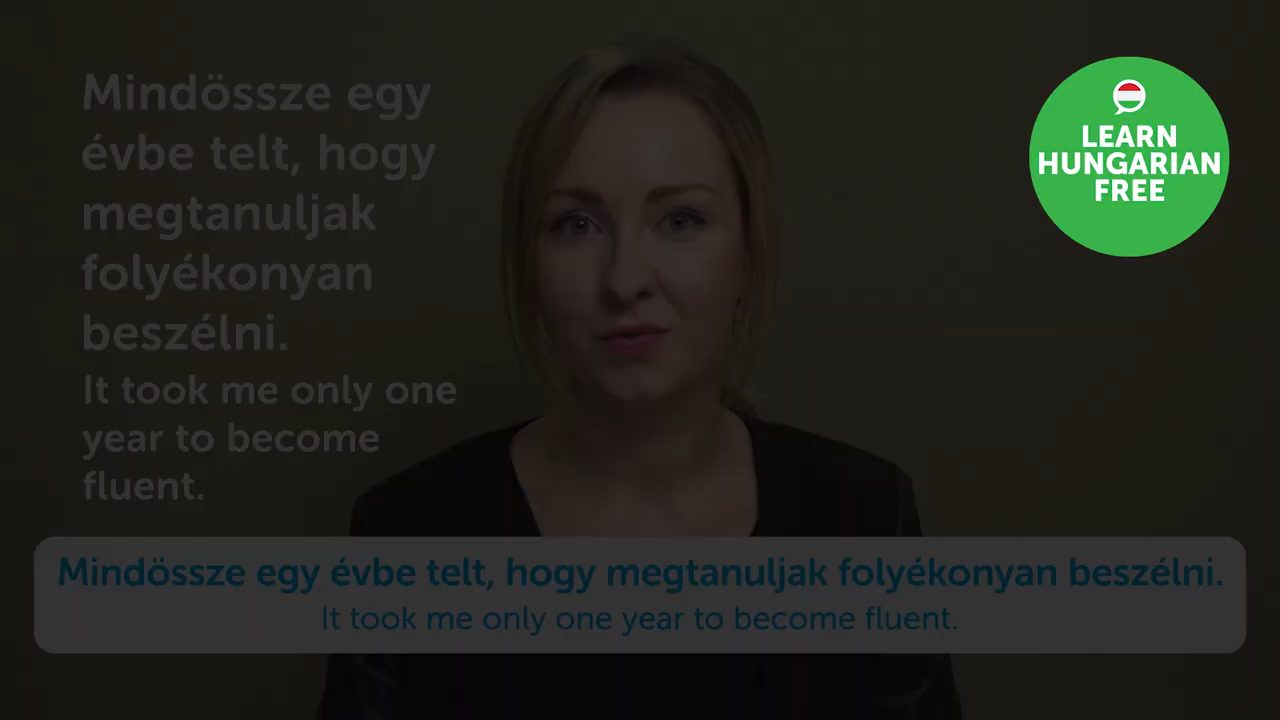 Mindössze egy
évbe telt, hogy
megtanuljak
folyékonyan
beszélni.
It took me only one
year to become
fluent.
LEARN
HUNGARIAN
FREE
Mindössze egy évbe telt, hogy megtanuljak folyékonyan beszélni.
It took me only one year to become fluent.